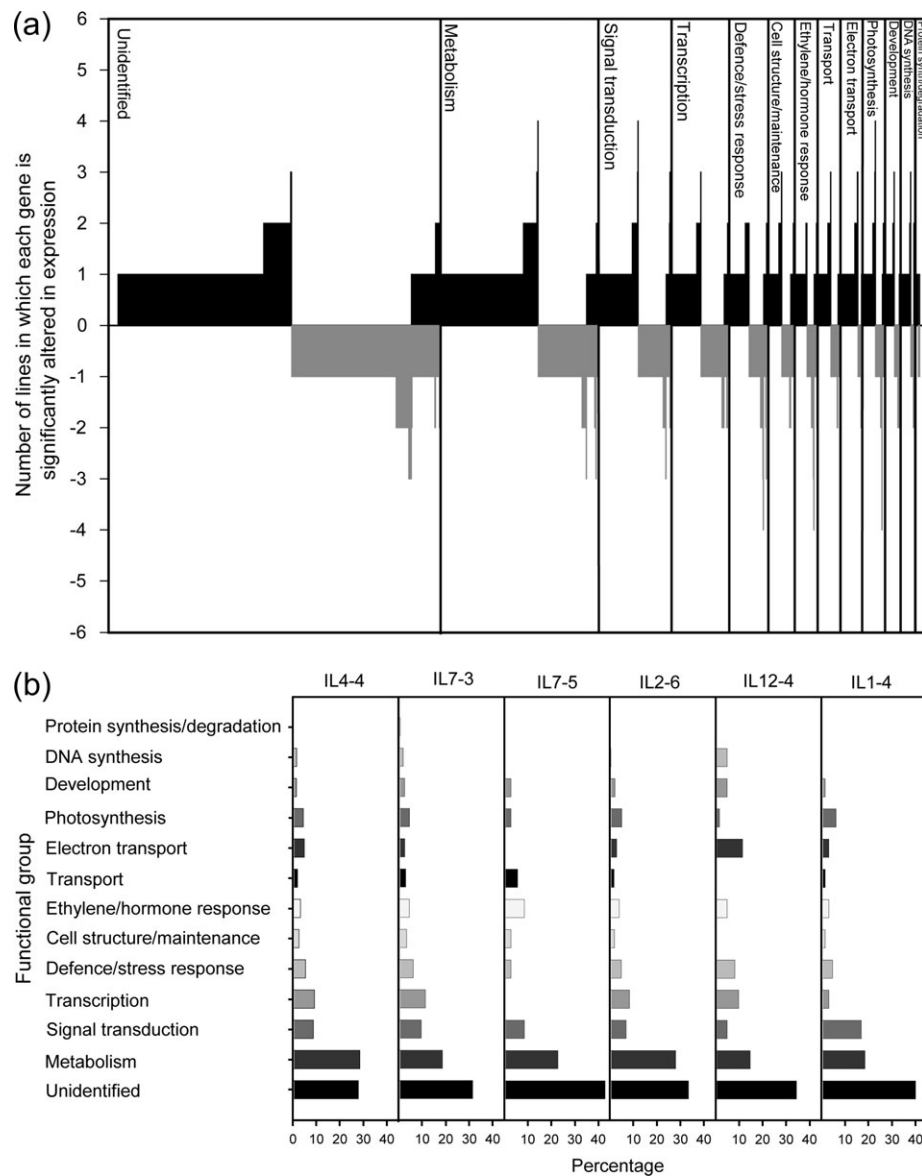 (a)
Number of lines in which each gene is
significantly altered in expression
6
5
4
3
2
1
0
-1
-2
-3
-4
-5
-6
Unidentified
Metabolism
Signal transduction
Transcription
Defence/stress response
Cell structure/maintenance
Ethylene/hormone response
Transport
Electron transport
Photosynthesis
Development
DNA synthesis
(b)
IL4-4 IL7-3 IL7-5 IL2-6 IL12-4 IL1-4
Functional group
Protein synthesis/degradation
DNA synthesis
Development
Photosynthesis
Electron transport
Transport
Ethylene/hormone response
Cell structure/maintenance
Defence/stress response
Transcription
Signal transduction
Metabolism
Unidentified
0 10 20 30 40 10 20 30 40 10 20 30 40 10 20 30 40 10 20 30 40 10 20 30 40
Percentage